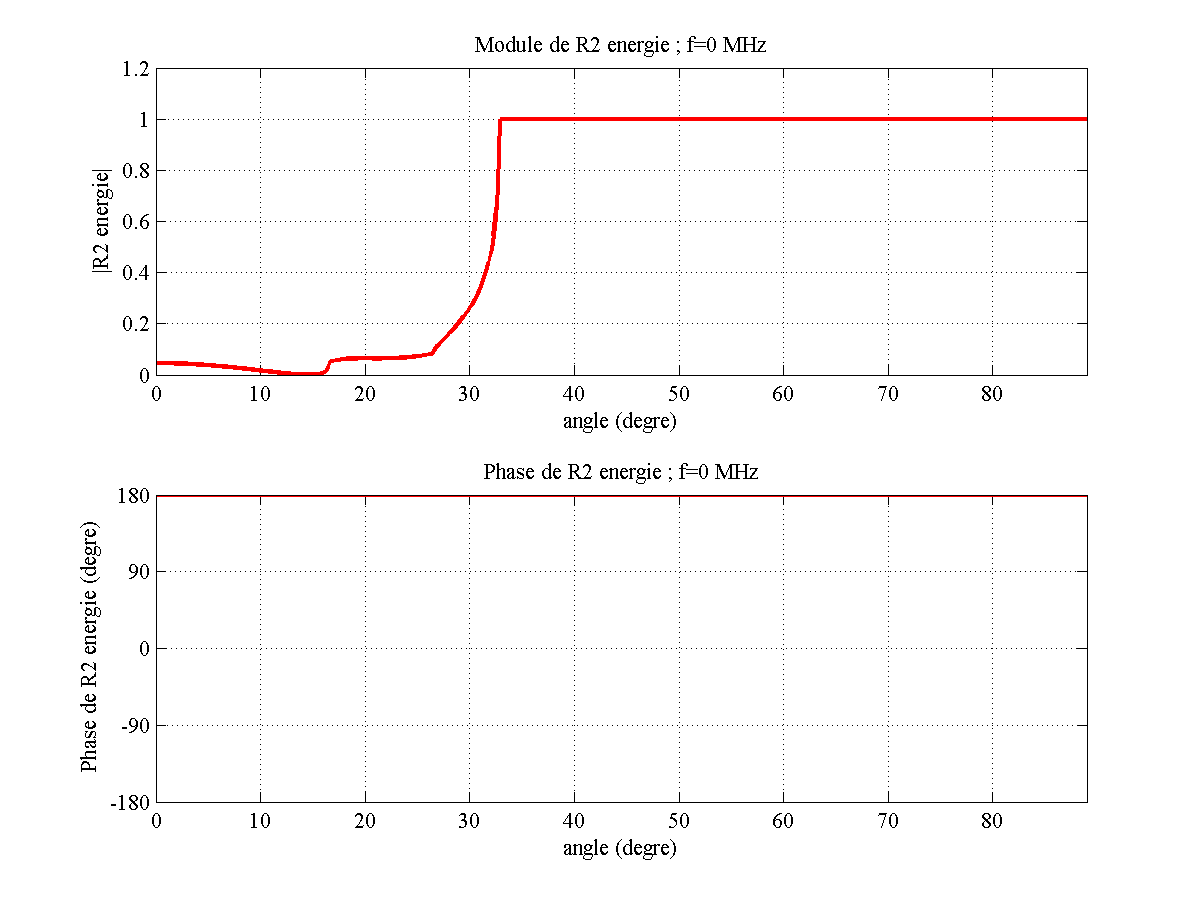 Module de R2 energie ; f=0 MHz
1.2
1
0.8
0.6
0.4
0.2
0
|R2 energie|
0 10 20 30 40 50 60 70 80
angle (degre)
Phase de R2 energie ; f=0 MHz
180
90
0
-90
-180
Phase de R2 energie (degre)
0 10 20 30 40 50 60 70 80
angle (degre)